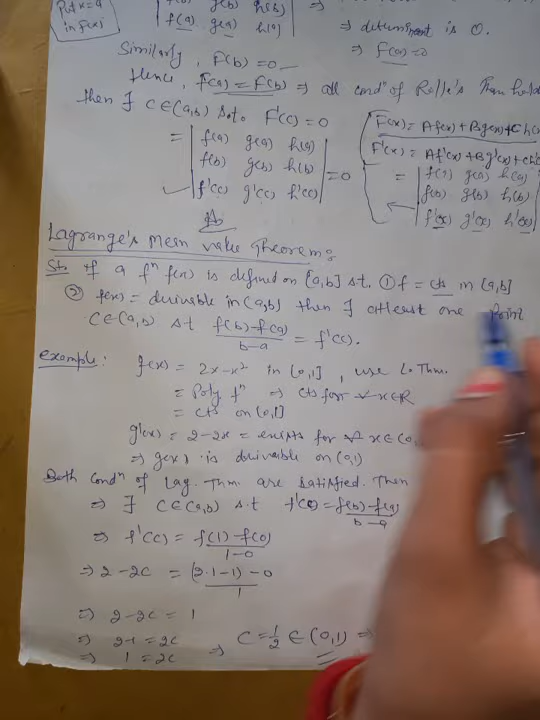 Put x=a
in F(x)
f(b) g(b) h(b)
f(a) g(a) h(a)
⇒ determinant is 0.
⇒ F(a)=0
Similarly, F(b)=0
Hence, F(a)=F(b) ⇒ all condⁿ of Rolle's Thm hold
then ∃ c∈(a,b) s.t. F'(c)=0
= | f(a) g(a) h(a) |
| f(b) g(b) h(b) | =0
| f'(c) g'(c) h'(c) |
F(x)= Af(x)+Bg(x)+Ch(x)
F'(x)= Af'(x)+Bg'(x)+Ch'
= | f(a) g(a) h(a) |
| f(b) g(b) h(b) |
| f'(x) g'(x) h'(x) |
Lagrange's Mean value Theorem:
St. if a fⁿ f(x) is defined on [a,b] s.t. ① f = cts in [a,b]
② f(x) = derivable in (a,b) then ∃ atleast one point
c∈(a,b) s.t f(b)-f(a)/b-a = f'(c).
example: f(x) = 2x-x² in [0,1], use L. Thm.
= Poly fⁿ ⇒ cts for ∀ x∈R
= cts on [0,1]
g'(x) = 2-2x = exists for ∀ x∈(0,
⇒ g(x) is derivable on (0,1)
Both condⁿ of Lag. Thm. are satisfied. Then
⇒ ∃ c∈(a,b) s.t f'(c)= f(b)-f(a)/b-a
⇒ f'(c) = f(1)-f(0)/1-0
⇒ 2-2c = (2·1-1)-0/1
⇒ 2-2c = 1
⇒ 2-1=2c
⇒ 1=2c ⇒ c=1/2 ∈ (0,1) ⇒